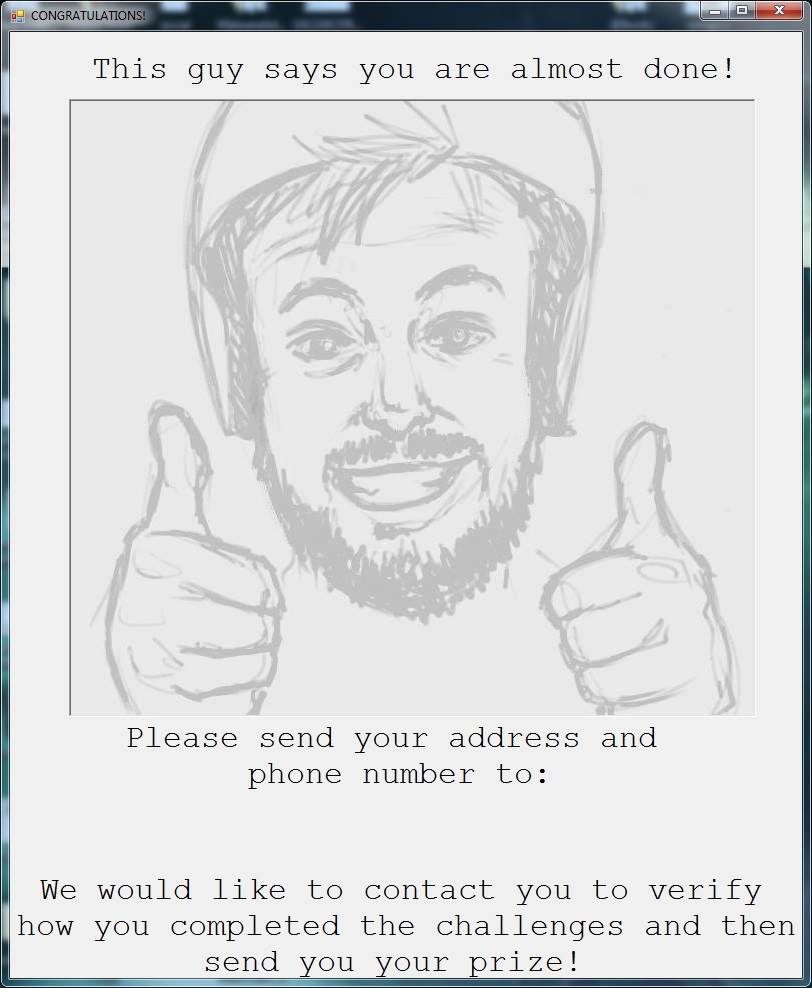 CONGRATULATIONS!
This guy says you are almost done!
Please send your address and
phone number to:
We would like to contact you to verify
how you completed the challenges and then
send you your prize!